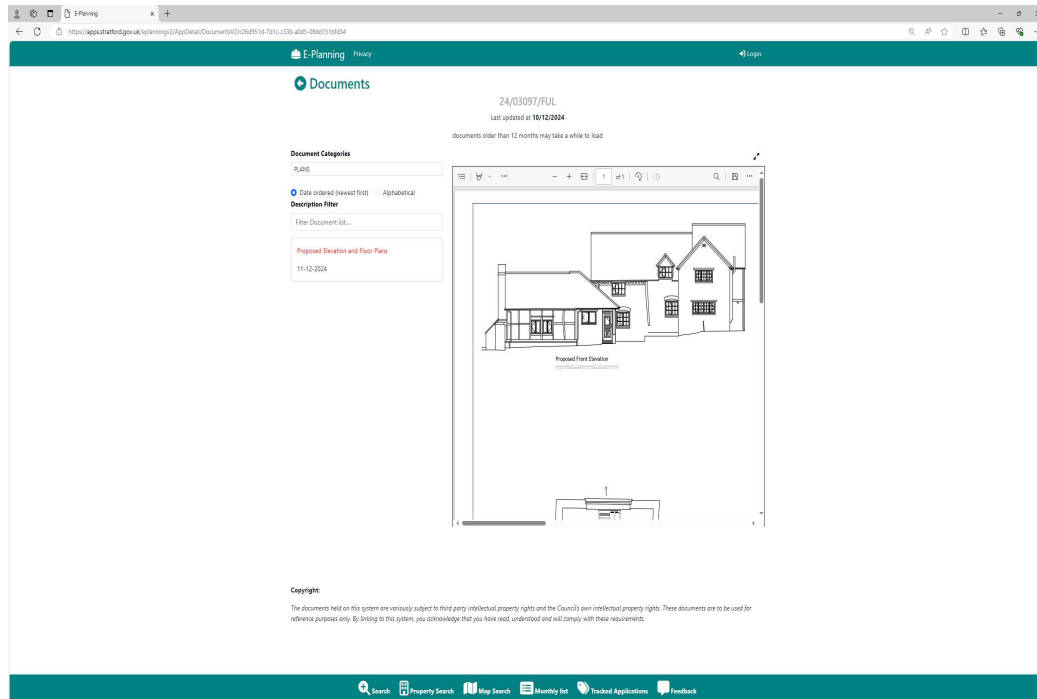 E-Planning
https://apps.stratford.gov.uk/eplanningv2/AppDetail/DocumentsV2/c26d951d-7d1c-c336-a0d5-08dd151bfd54
E-Planning Privacy Login
Documents
24/03097/FUL
Last updated at 10/12/2024
documents older than 12 months may take a while to load
Document Categories
PLANS
Date ordered (newest first) Alphabetical
Description Filter
Filter Document list...
Proposed Elevation and Floor Plans
11-12-2024
1 of 1
Proposed Front Elevation
1
Copyright:
The documents held on this system are variously subject to third party intellectual property rights and the Council's own intellectual property rights. These documents are to be used for
reference purposes only. By linking to this system, you acknowledge that you have read, understood and will comply with these requirements.
Search Property Search Map Search Monthly list Tracked Applications Feedback